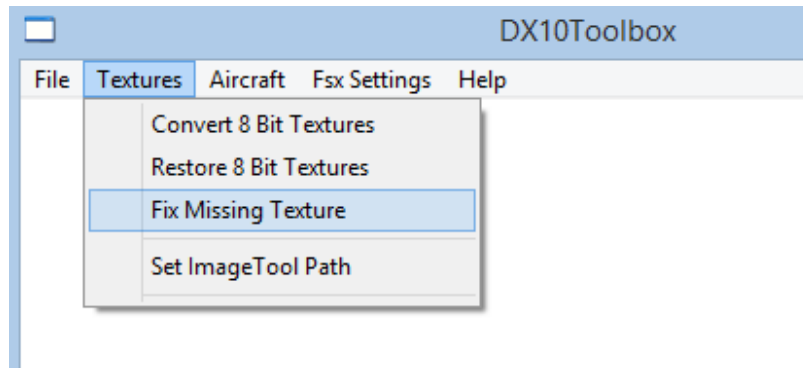 DX10Toolbox
File Textures Aircraft Fsx Settings Help
Convert 8 Bit Textures
Restore 8 Bit Textures
Fix Missing Texture
Set ImageTool Path